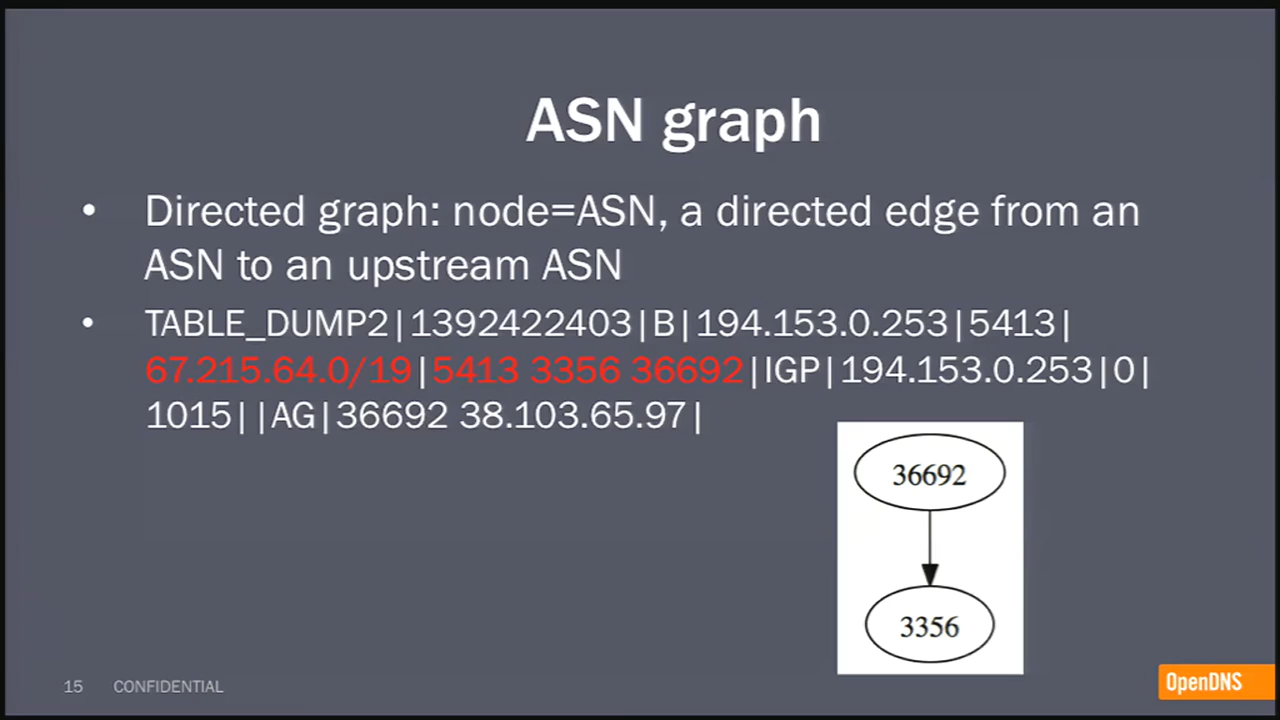 ASN graph
• Directed graph: node=ASN, a directed edge from an
ASN to an upstream ASN
• TABLE_DUMP2|1392422403|B|194.153.0.253|5413|
67.215.64.0/19|5413 3356 36692|IGP|194.153.0.253|0|
1015||AG|36692 38.103.65.97|
36692
3356
15 CONFIDENTIAL
OpenDNS